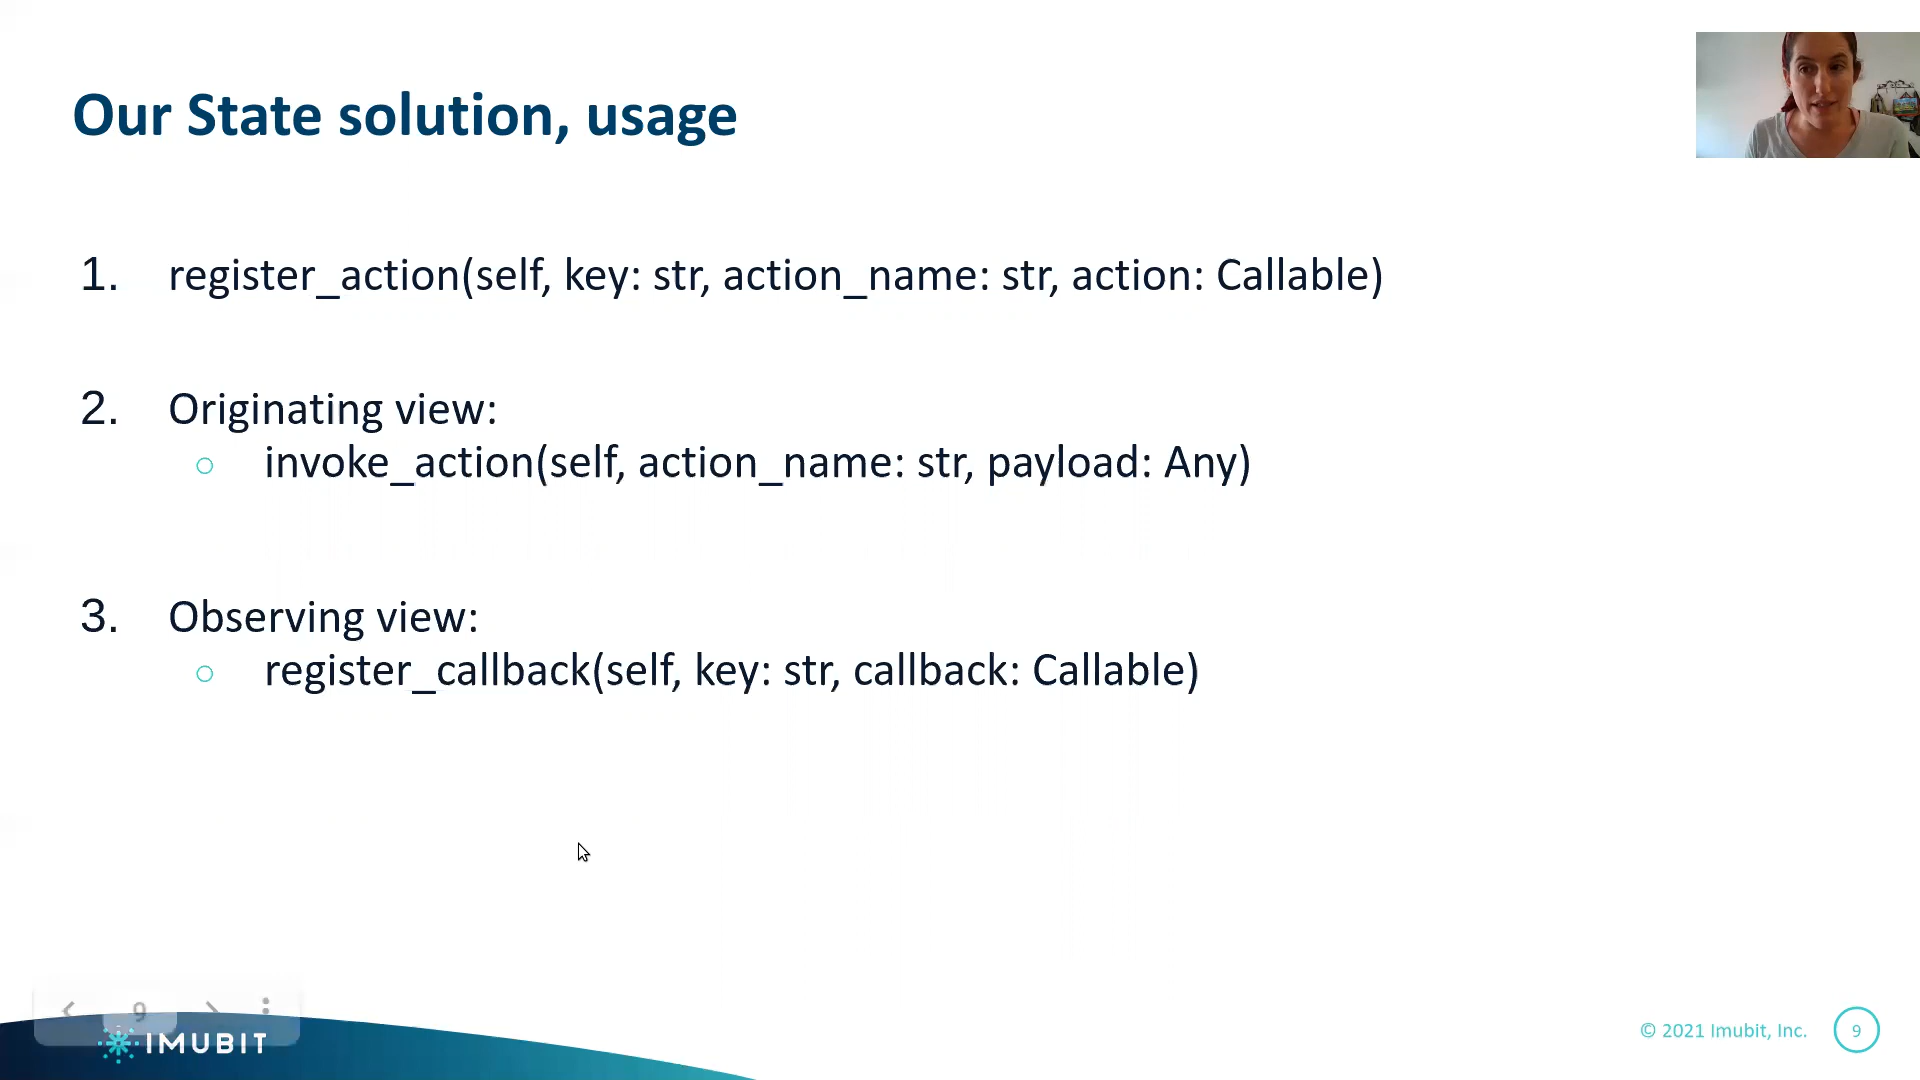 Our State solution, usage
1. register_action(self, key: str, action_name: str, action: Callable)
2. Originating view:
○ invoke_action(self, action_name: str, payload: Any)
3. Observing view:
○ register_callback(self, key: str, callback: Callable)
9
IMUBIT
© 2021 Imubit, Inc. 9